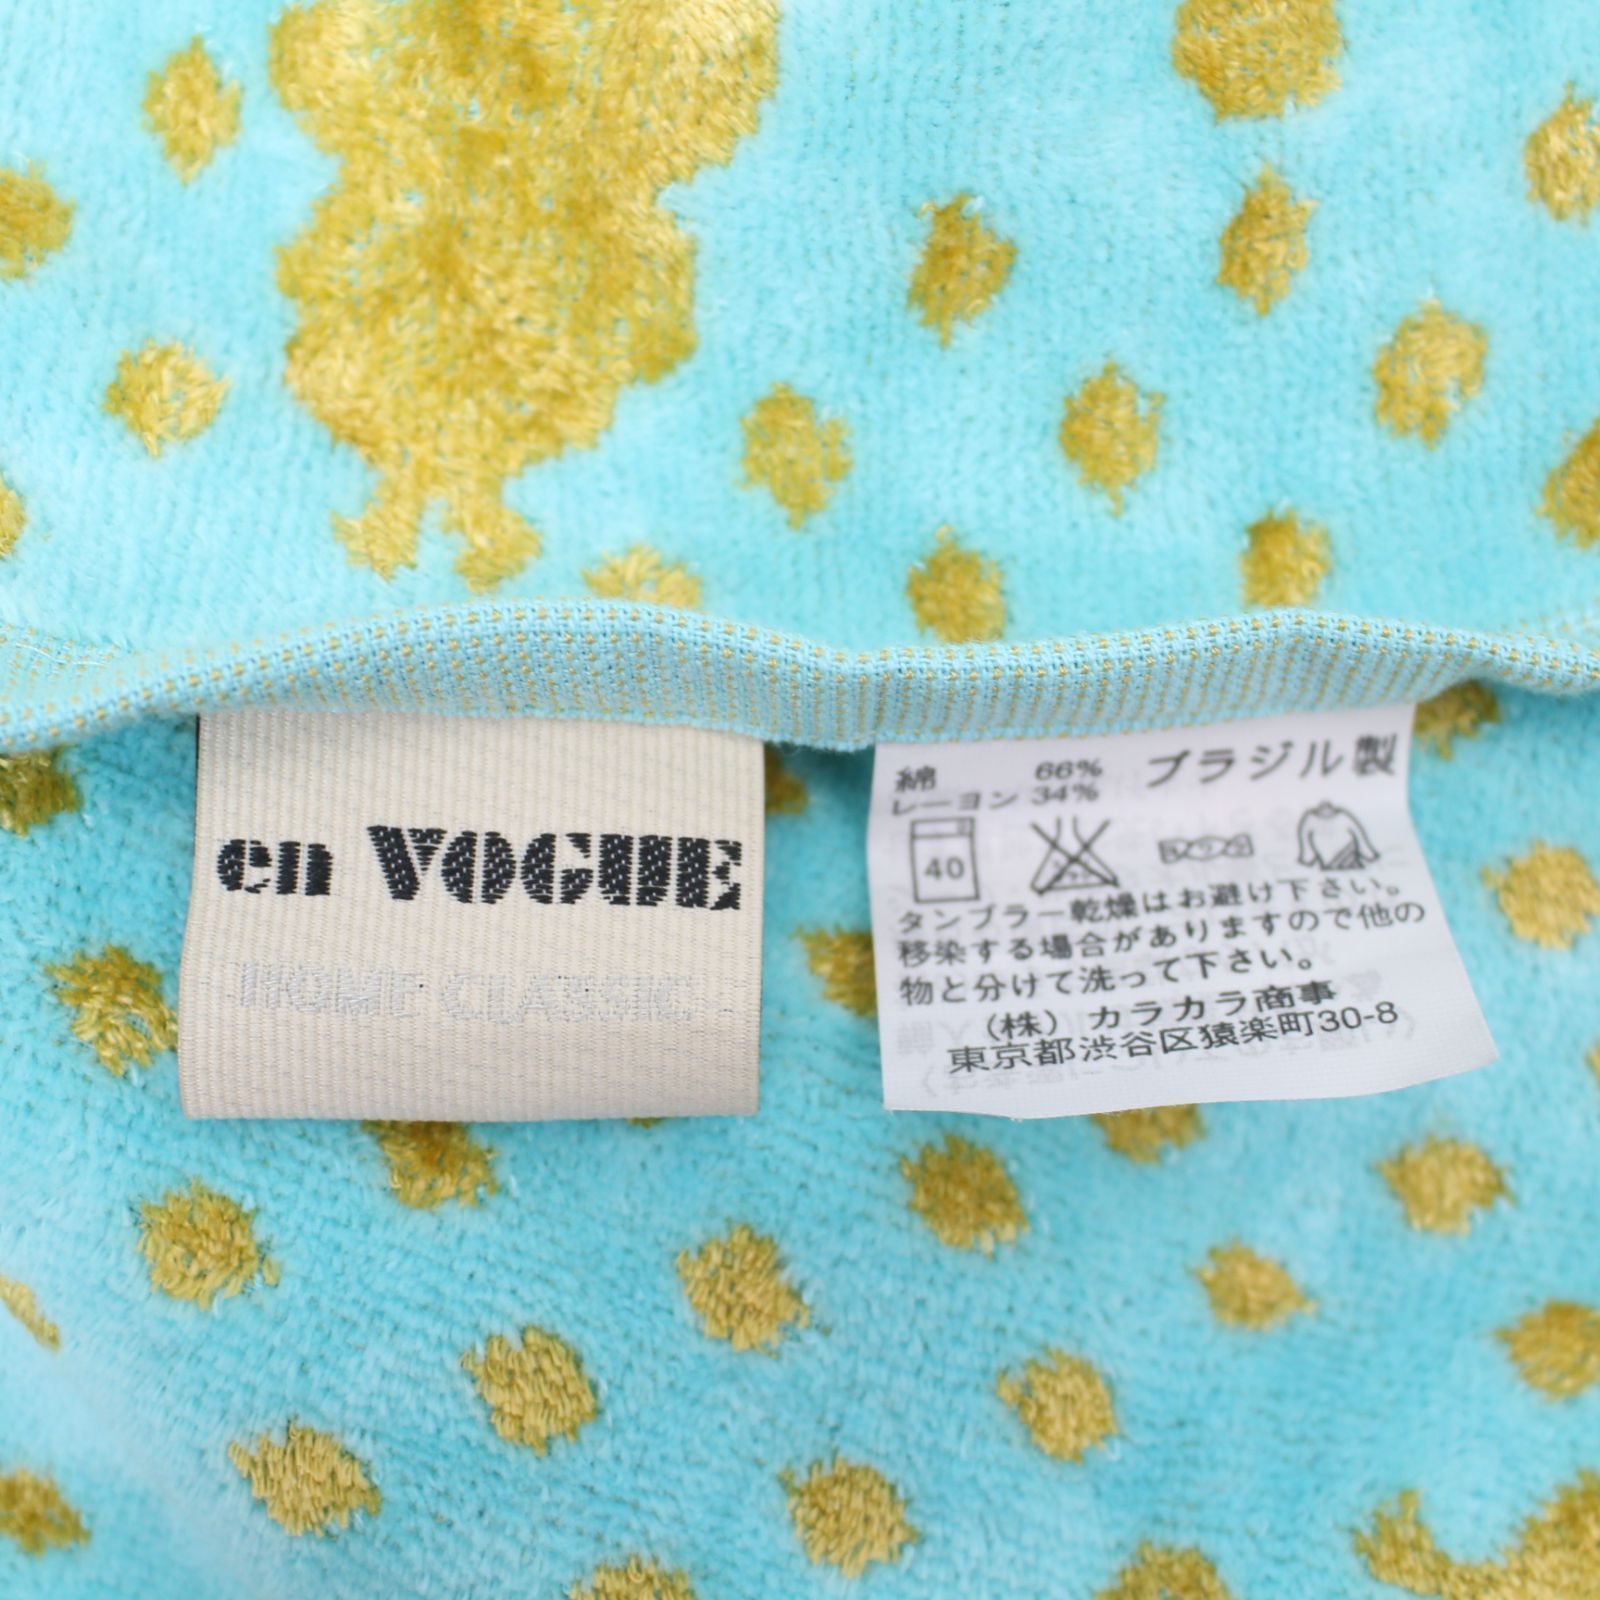 en VOGUE
HOME CLASSIC
綿 66% ブラジル製
レーヨン 34%
40
タンブラー乾燥はお避け下さい。
移染する場合がありますので他の
物と分けて洗って下さい。
(株) カラカラ商事
東京都渋谷区猿楽町30-8